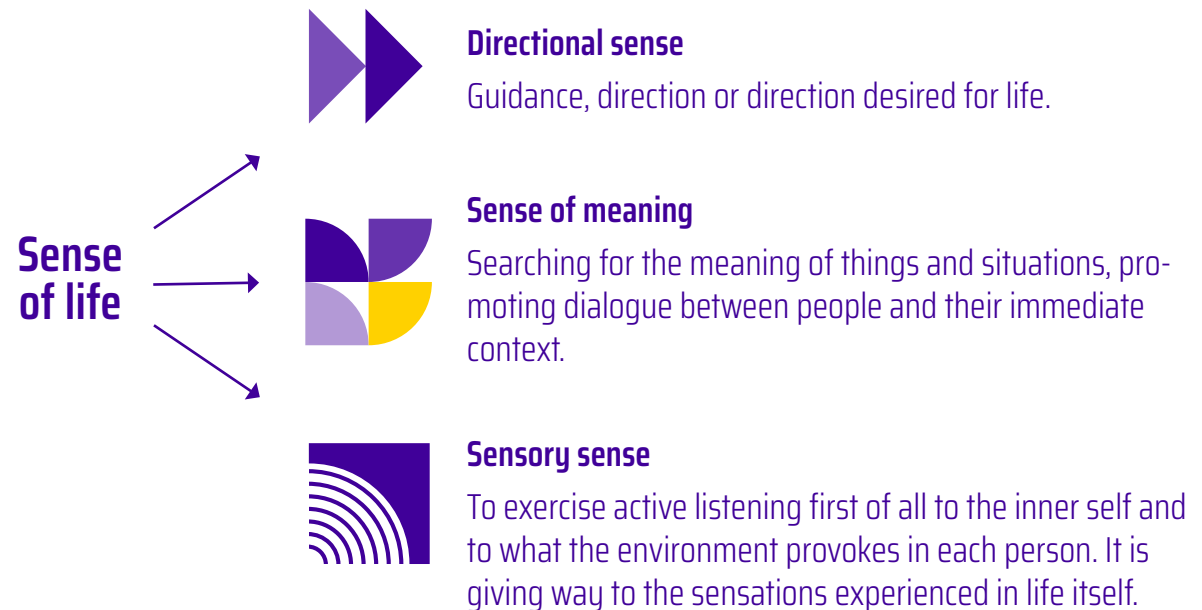 Sense
of life
Directional sense
Guidance, direction or direction desired for life.
Sense of meaning
Searching for the meaning of things and situations, pro-
moting dialogue between people and their immediate
context.
Sensory sense
To exercise active listening first of all to the inner self and
to what the environment provokes in each person. It is
giving way to the sensations experienced in life itself.